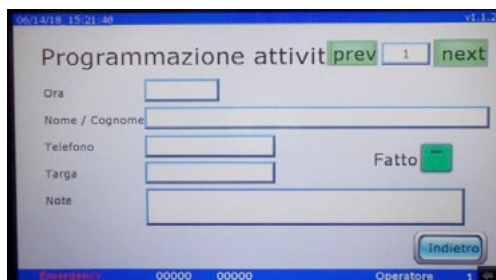 06/14/18 15:21:40 v1.1.2
Programmazione attivit prev 1 next
Ora
Nome / Cognome
Telefono
Fatto
Targa
Note
Indietro
Emergency 00000 00000 Operatore 1